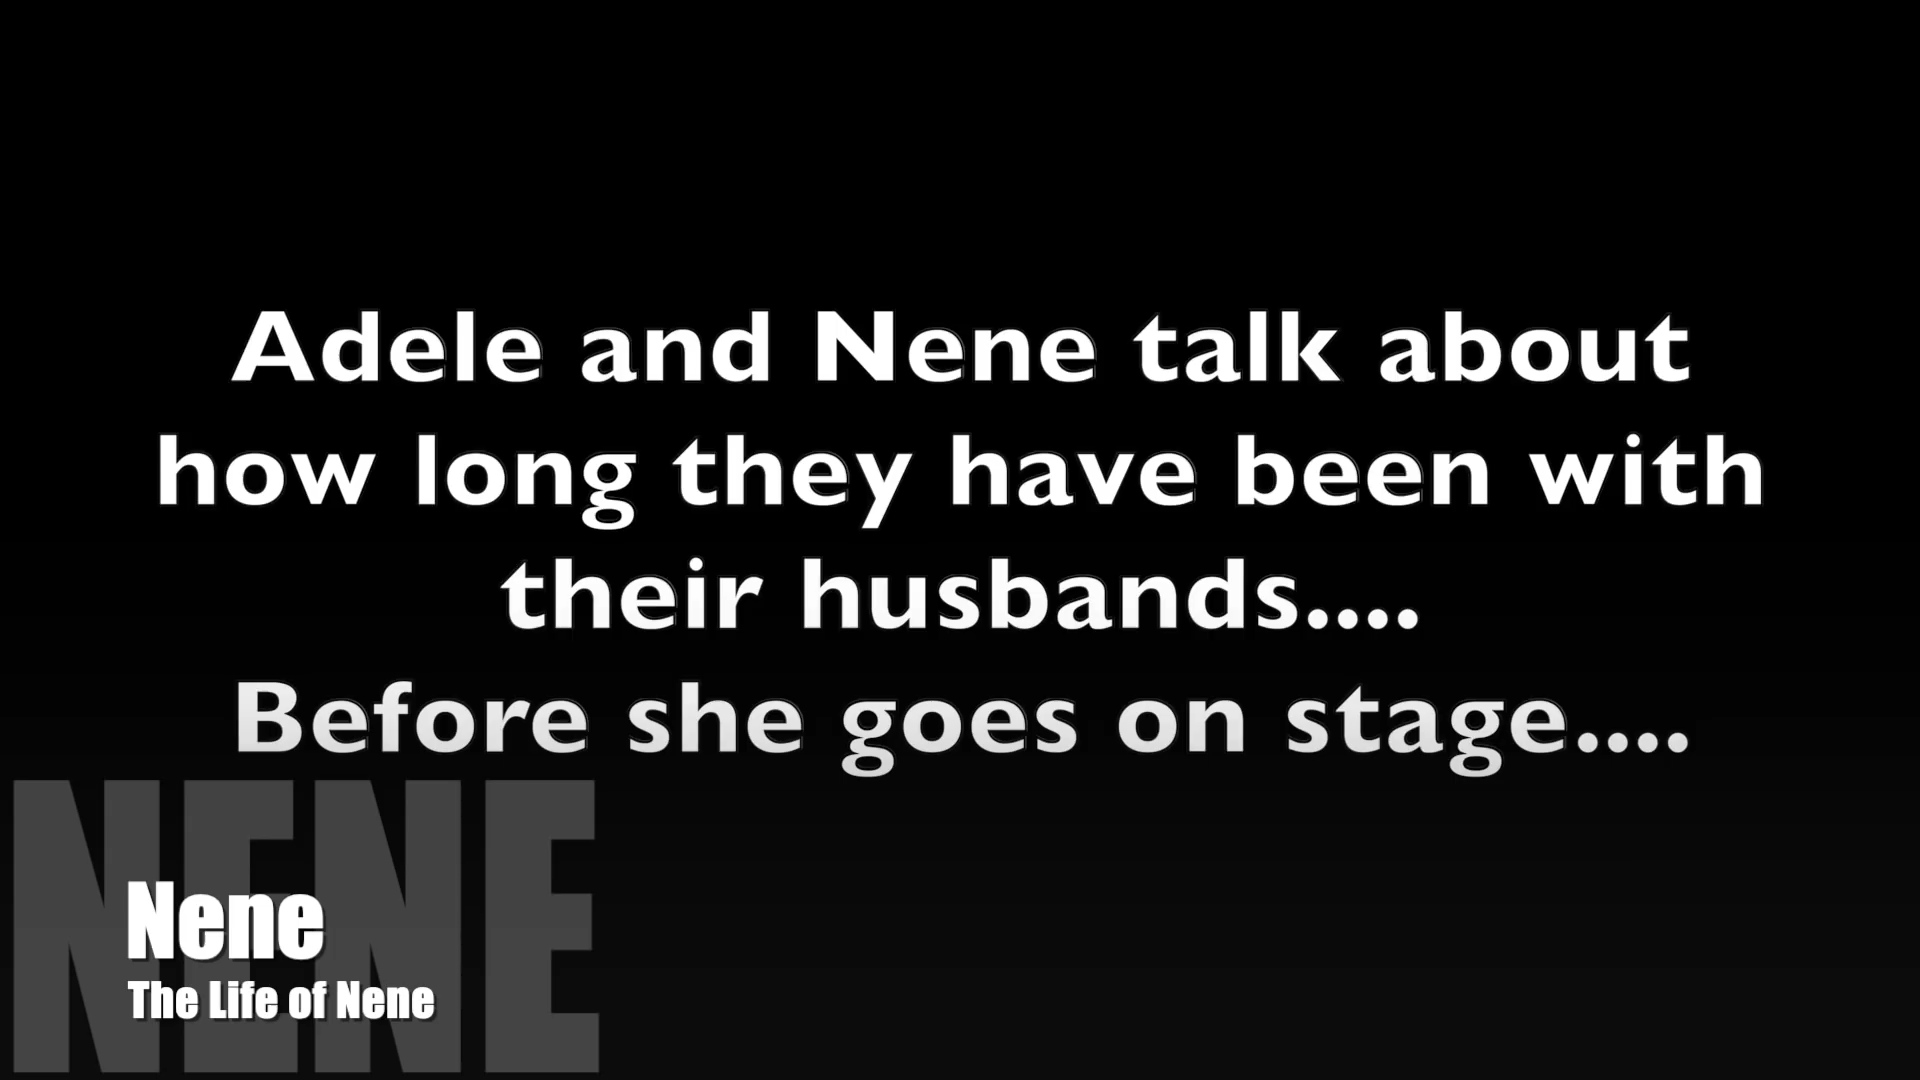 Adele and Nene talk about
how long they have been with
their husbands....
Before she goes on stage....
NENE
Nene
The Life of Nene